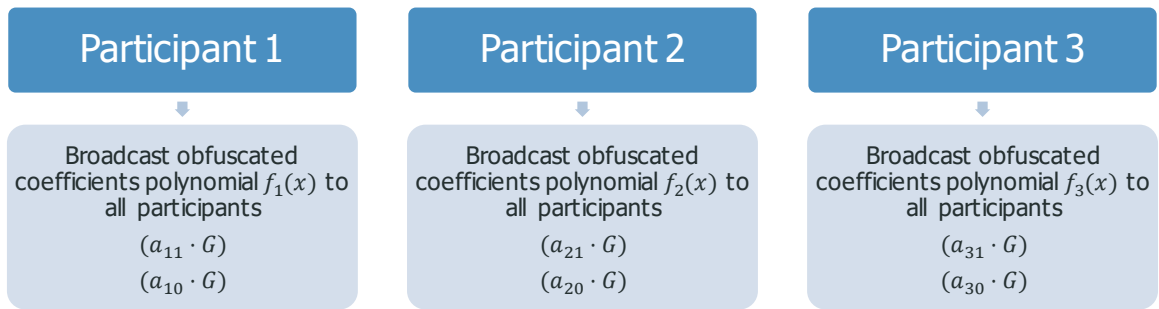 Participant 1
Broadcast obfuscated
coefficients polynomial 𝑓₁(𝑥) to
all participants
(𝑎₁₁ · 𝐺)
(𝑎₁₀ · 𝐺)
Participant 2
Broadcast obfuscated
coefficients polynomial 𝑓₂(𝑥) to
all participants
(𝑎₂₁ · 𝐺)
(𝑎₂₀ · 𝐺)
Participant 3
Broadcast obfuscated
coefficients polynomial 𝑓₃(𝑥) to
all participants
(𝑎₃₁ · 𝐺)
(𝑎₃₀ · 𝐺)